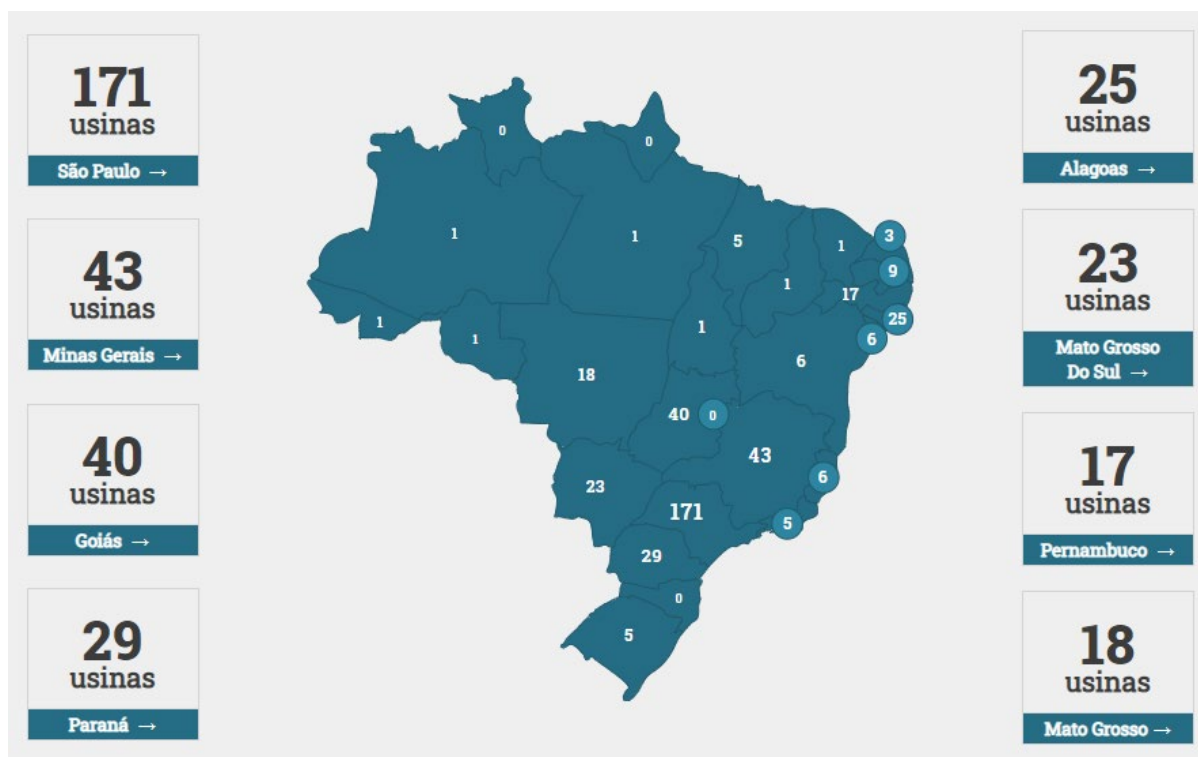 171
usinas
São Paulo →
43
usinas
Minas Gerais →
40
usinas
Goiás →
29
usinas
Paraná →
0
0
1
1
5
1
3
9
1
17
25
6
1
1
1
18
6
40
0
43
6
23
171
5
29
0
5
25
usinas
Alagoas →
23
usinas
Mato Grosso
Do Sul →
17
usinas
Pernambuco →
18
usinas
Mato Grosso →